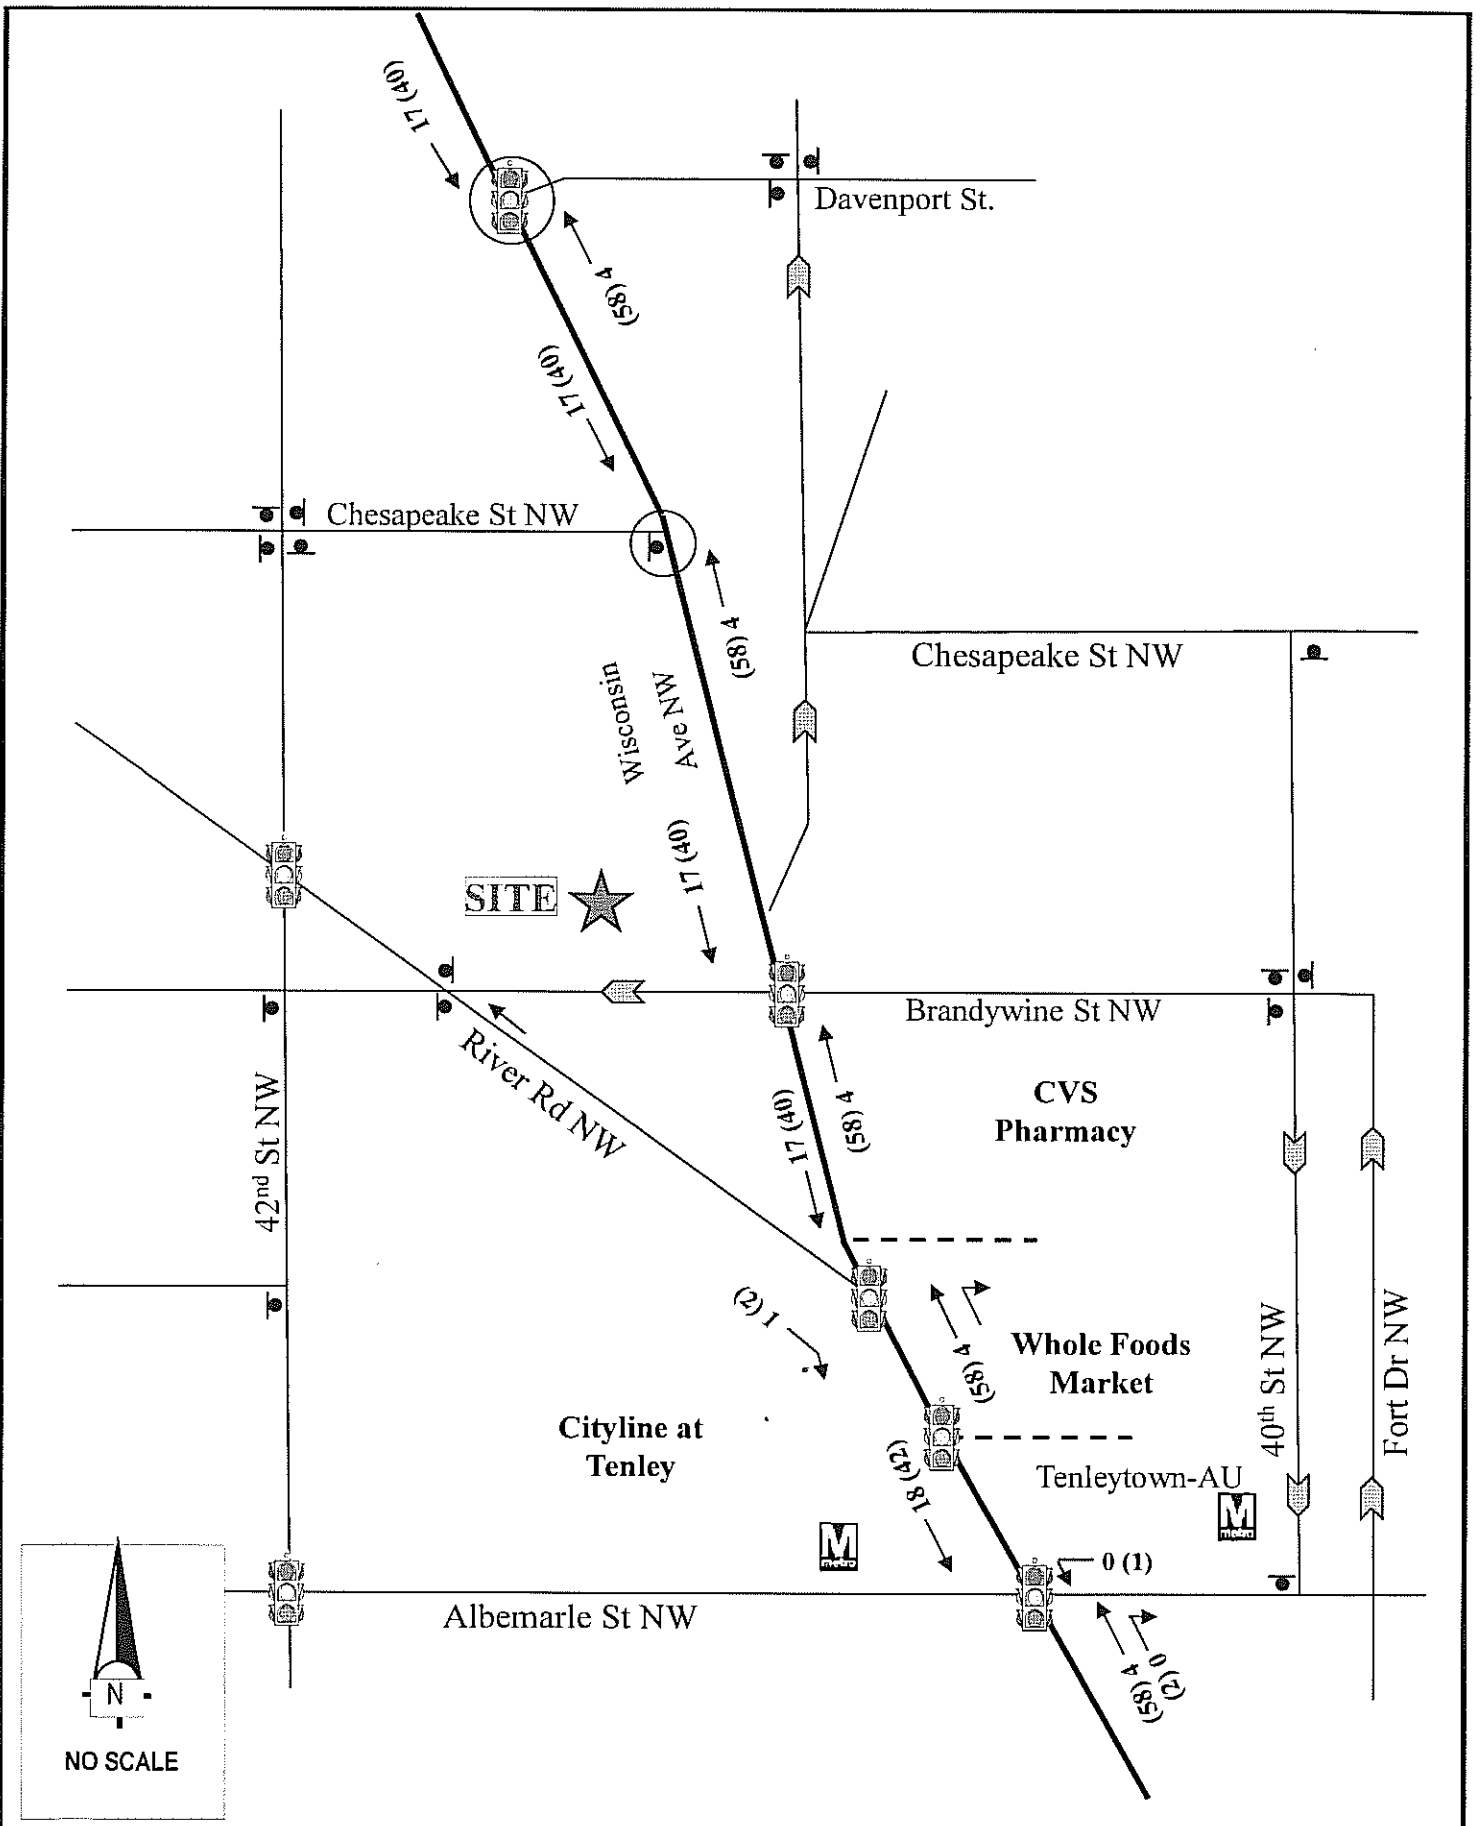 17 (40)
Davenport St.
(58) 4
17 (40)
Chesapeake St NW
(58) 4
Chesapeake St NW
Wisconsin
Ave NW
17 (40)
SITE
Brandywine St NW
River Rd NW
CVS
Pharmacy
17 (40)
(58) 4
42nd St NW
(2) 1
(58) 4
Whole Foods
Market
40th St NW
Fort Dr NW
Cityline at
Tenley
18 (42)
Tenleytown-AU
M
metro
M
metro
0 (1)
Albemarle St NW
(58) 4
(2) 0
N
NO SCALE